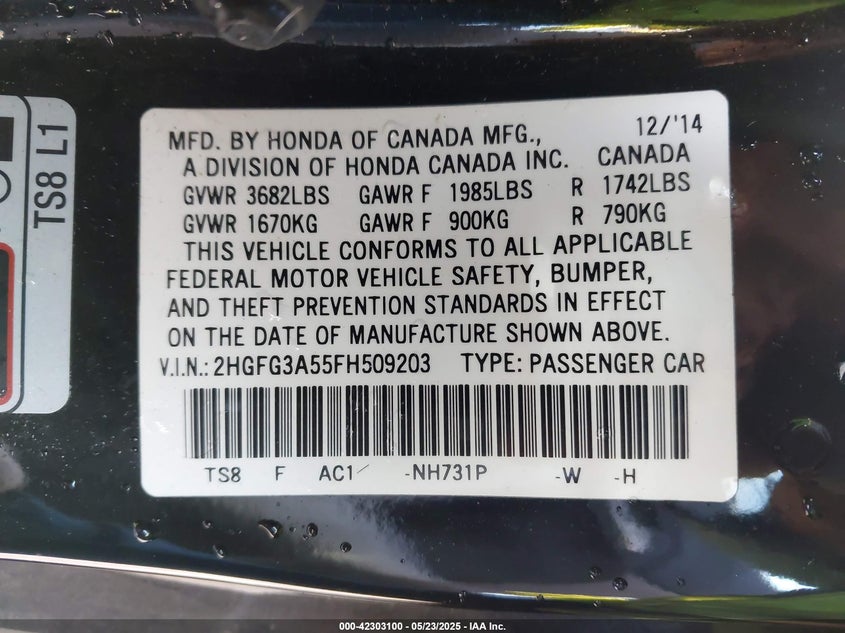 TS8 L1
MFD. BY HONDA OF CANADA MFG., 12/'14
A DIVISION OF HONDA CANADA INC. CANADA
GVWR 3682LBS GAWR F 1985LBS R 1742LBS
GVWR 1670KG GAWR F 900KG R 790KG
THIS VEHICLE CONFORMS TO ALL APPLICABLE
FEDERAL MOTOR VEHICLE SAFETY, BUMPER,
AND THEFT PREVENTION STANDARDS IN EFFECT
ON THE DATE OF MANUFACTURE SHOWN ABOVE.
V.I.N.: 2HGFG3A55FH509203 TYPE: PASSENGER CAR
TS8 F AC1 -NH731P -W -H
000-42303100 - 05/23/2025 - IAA Inc.